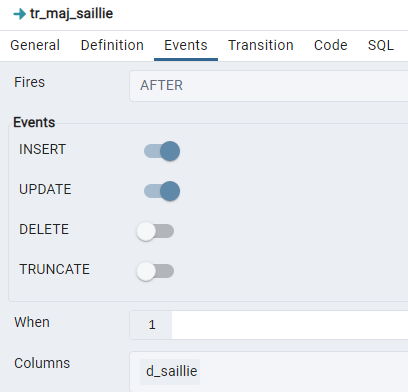 tr_maj_saillie
General Definition Events Transition Code SQL
Fires AFTER
Events
INSERT
UPDATE
DELETE
TRUNCATE
When 1
Columns d_saillie